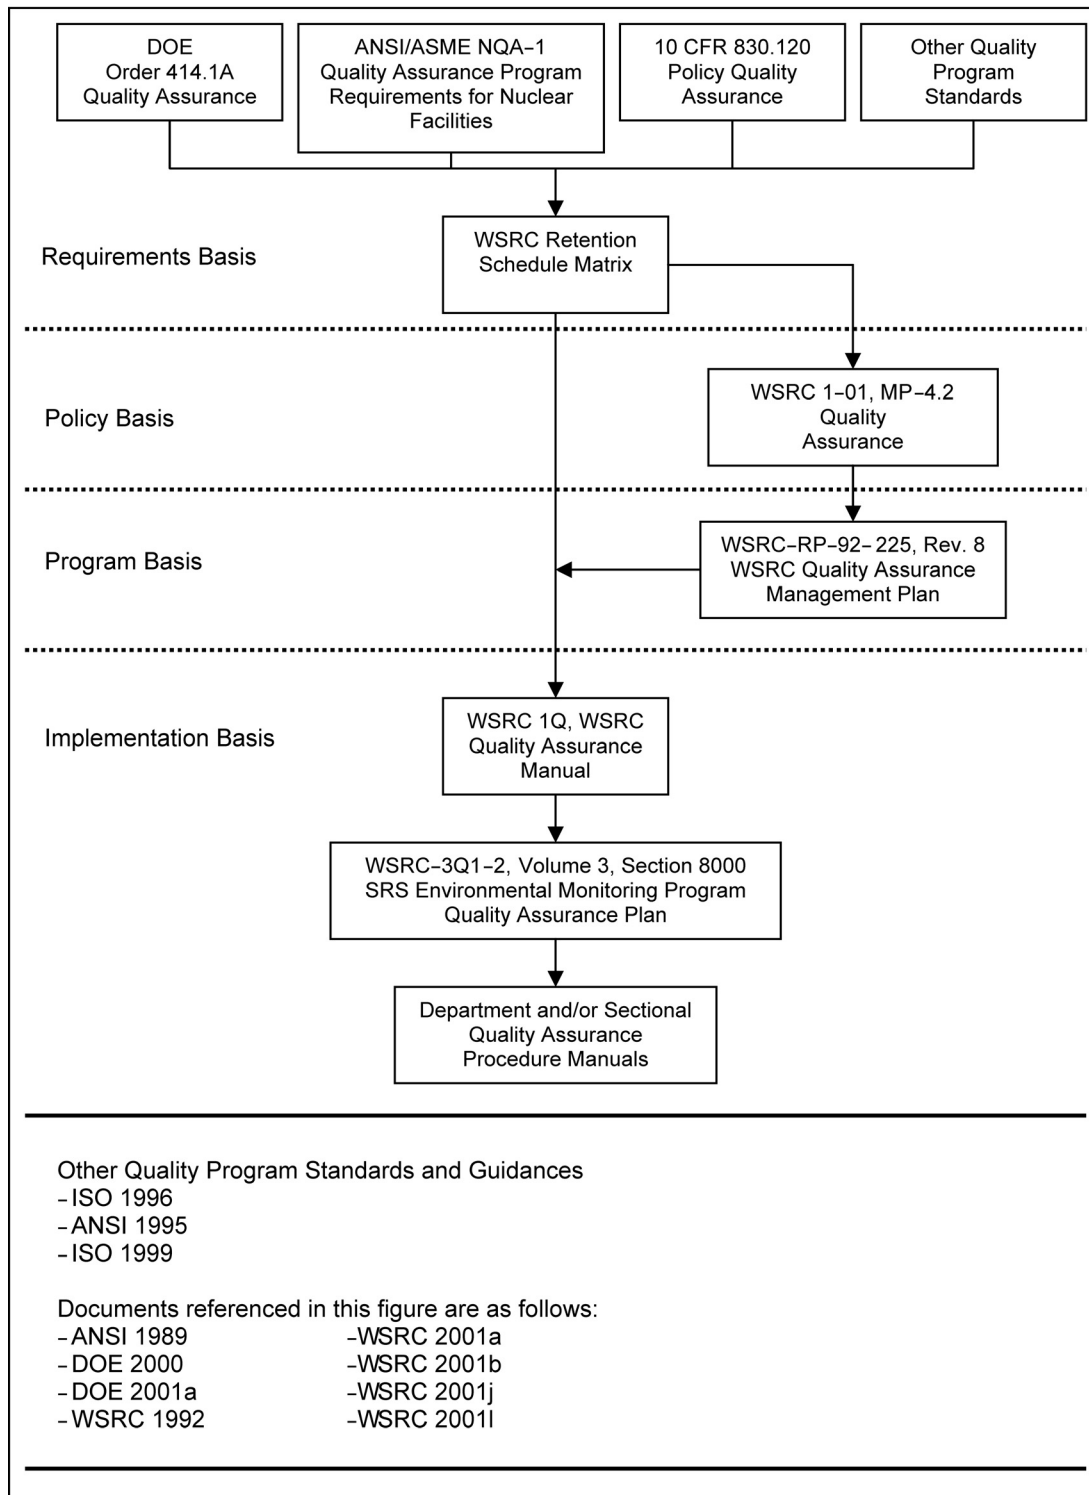 DOE
Order 414.1A
Quality Assurance
ANSI/ASME NQA–1
Quality Assurance Program
Requirements for Nuclear
Facilities
10 CFR 830.120
Policy Quality
Assurance
Other Quality
Program
Standards
Requirements Basis
WSRC Retention
Schedule Matrix
Policy Basis
WSRC 1–01, MP–4.2
Quality
Assurance
Program Basis
WSRC–RP–92–225, Rev. 8
WSRC Quality Assurance
Management Plan
Implementation Basis
WSRC 1Q, WSRC
Quality Assurance
Manual
WSRC–3Q1–2, Volume 3, Section 8000
SRS Environmental Monitoring Program
Quality Assurance Plan
Department and/or Sectional
Quality Assurance
Procedure Manuals
Other Quality Program Standards and Guidances
–ISO 1996
–ANSI 1995
–ISO 1999
Documents referenced in this figure are as follows:
–ANSI 1989 –WSRC 2001a
–DOE 2000 –WSRC 2001b
–DOE 2001a –WSRC 2001j
–WSRC 1992 –WSRC 2001l